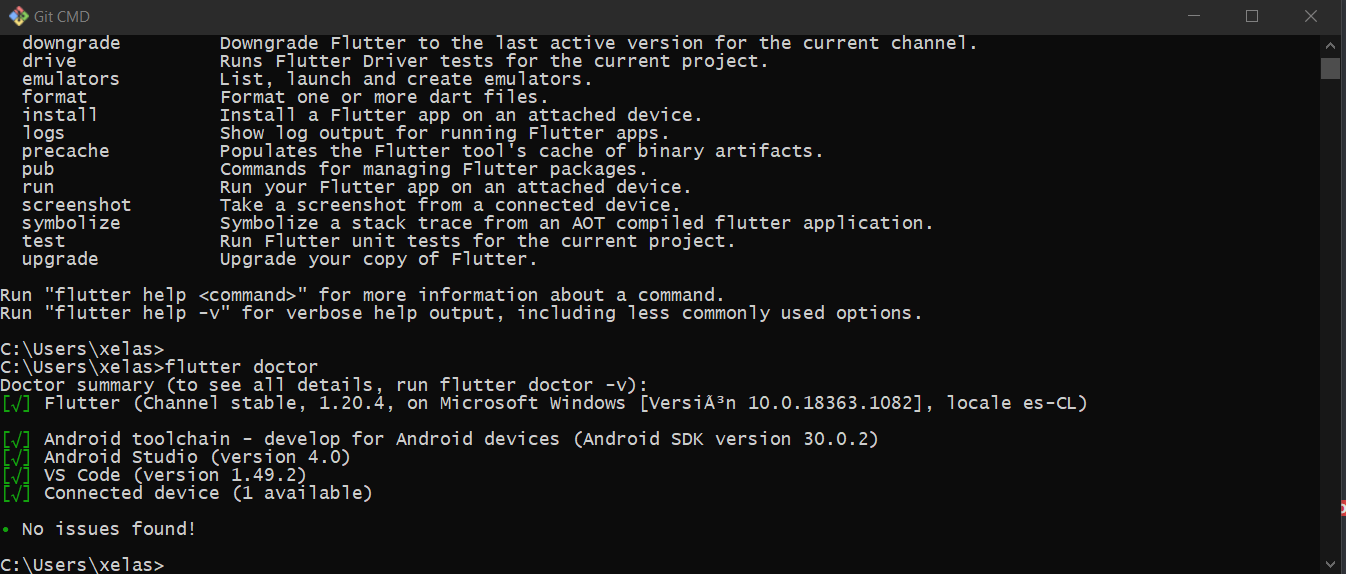 Git CMD
downgrade Downgrade Flutter to the last active version for the current channel.
drive Runs Flutter Driver tests for the current project.
emulators List, launch and create emulators.
format Format one or more dart files.
install Install a Flutter app on an attached device.
logs Show log output for running Flutter apps.
precache Populates the Flutter tool's cache of binary artifacts.
pub Commands for managing Flutter packages.
run Run your Flutter app on an attached device.
screenshot Take a screenshot from a connected device.
symbolize Symbolize a stack trace from an AOT compiled flutter application.
test Run Flutter unit tests for the current project.
upgrade Upgrade your copy of Flutter.
Run "flutter help <command>" for more information about a command.
Run "flutter help -v" for verbose help output, including less commonly used options.
C:\Users\xelas>
C:\Users\xelas>flutter doctor
Doctor summary (to see all details, run flutter doctor -v):
[√] Flutter (Channel stable, 1.20.4, on Microsoft Windows [VersiÃ³n 10.0.18363.1082], locale es-CL)
[√] Android toolchain - develop for Android devices (Android SDK version 30.0.2)
[√] Android Studio (version 4.0)
[√] VS Code (version 1.49.2)
[√] Connected device (1 available)
• No issues found!
C:\Users\xelas>